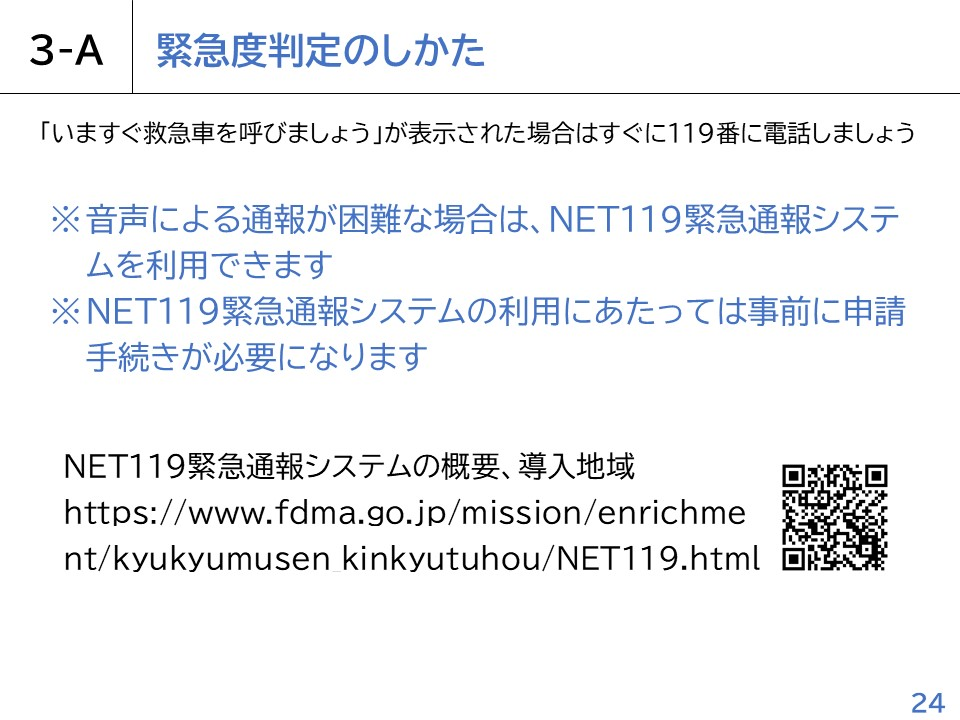 3-A
緊急度判定のしかた
「いますぐ救急車を呼びましょう」が表示された場合はすぐに119番に電話しましょう
※音声による通報が困難な場合は、NET119緊急通報システ
ムを利用できます
※NET119緊急通報システムの利用にあたっては事前に申請
手続きが必要になります
NET119緊急通報システムの概要、導入地域
https://www.fdma.go.jp/mission/enrichme
nt/kyukyumusen_kinkyutuhou/NET119.html
24